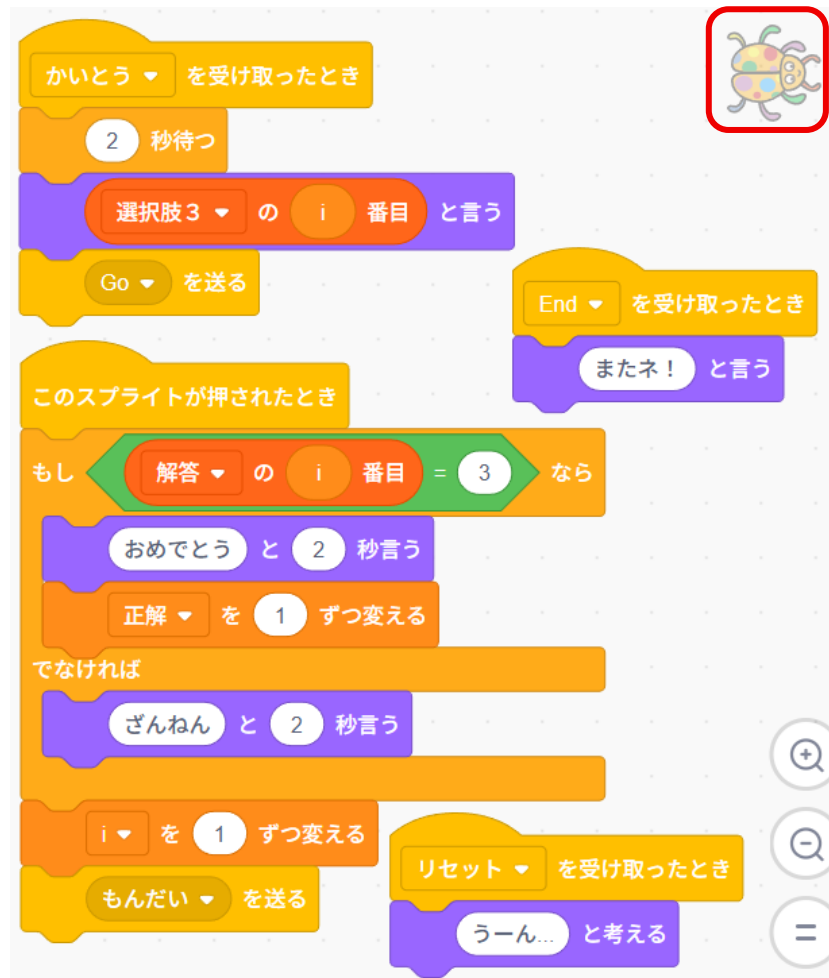 かいとう を受け取ったとき
2 秒待つ
選択肢３ の i 番目 と言う
Go を送る
End を受け取ったとき
またネ！ と言う
このスプライトが押されたとき
もし 解答 の i 番目 = 3 なら
おめでとう と 2 秒言う
正解 を 1 ずつ変える
でなければ
ざんねん と 2 秒言う
i を 1 ずつ変える
もんだい を送る
リセット を受け取ったとき
うーん... と考える